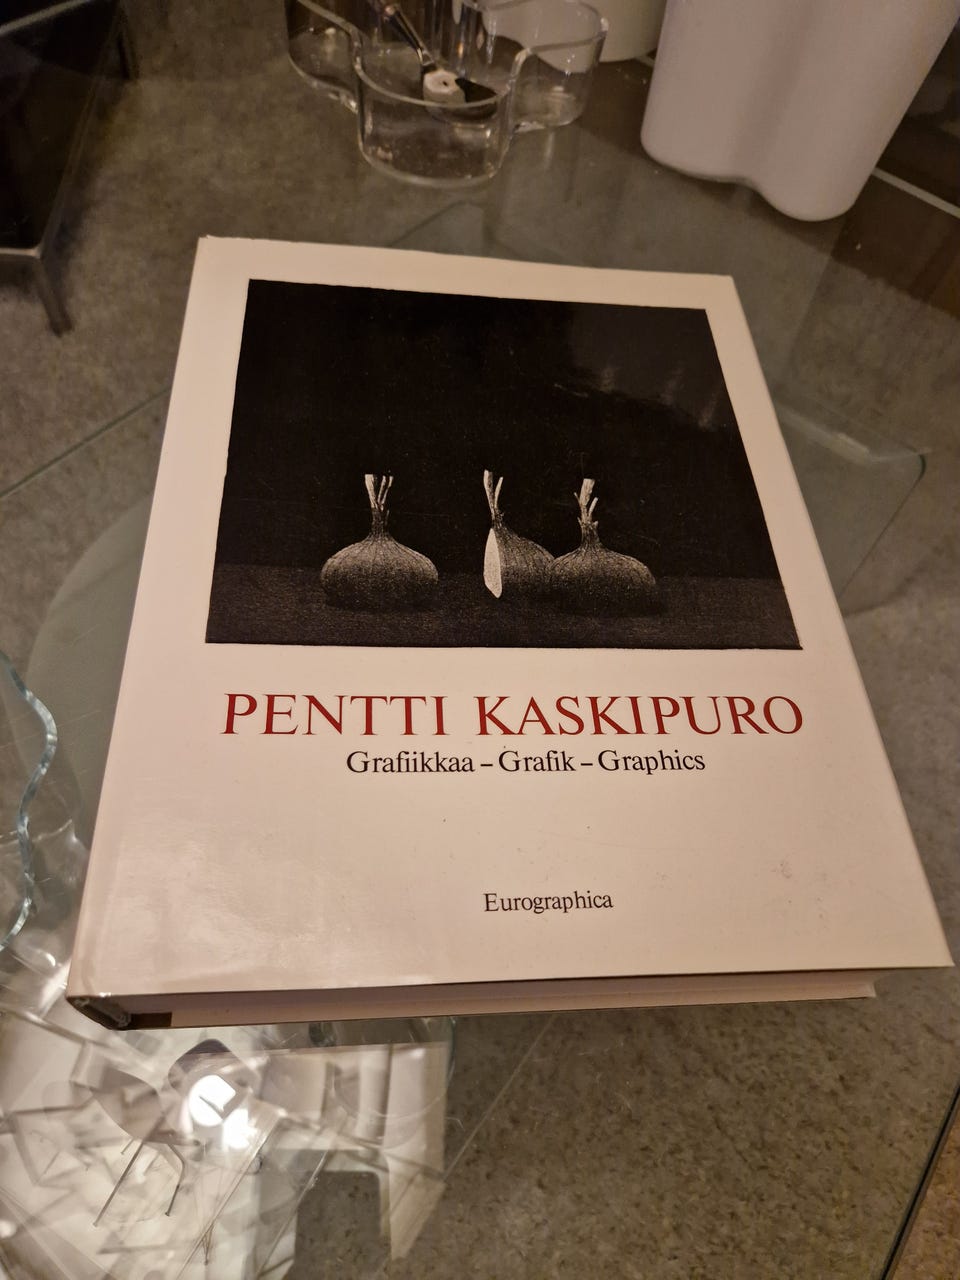 PENTTI KASKIPURO
Grafiikkaa – Grafik – Graphics
Eurographica